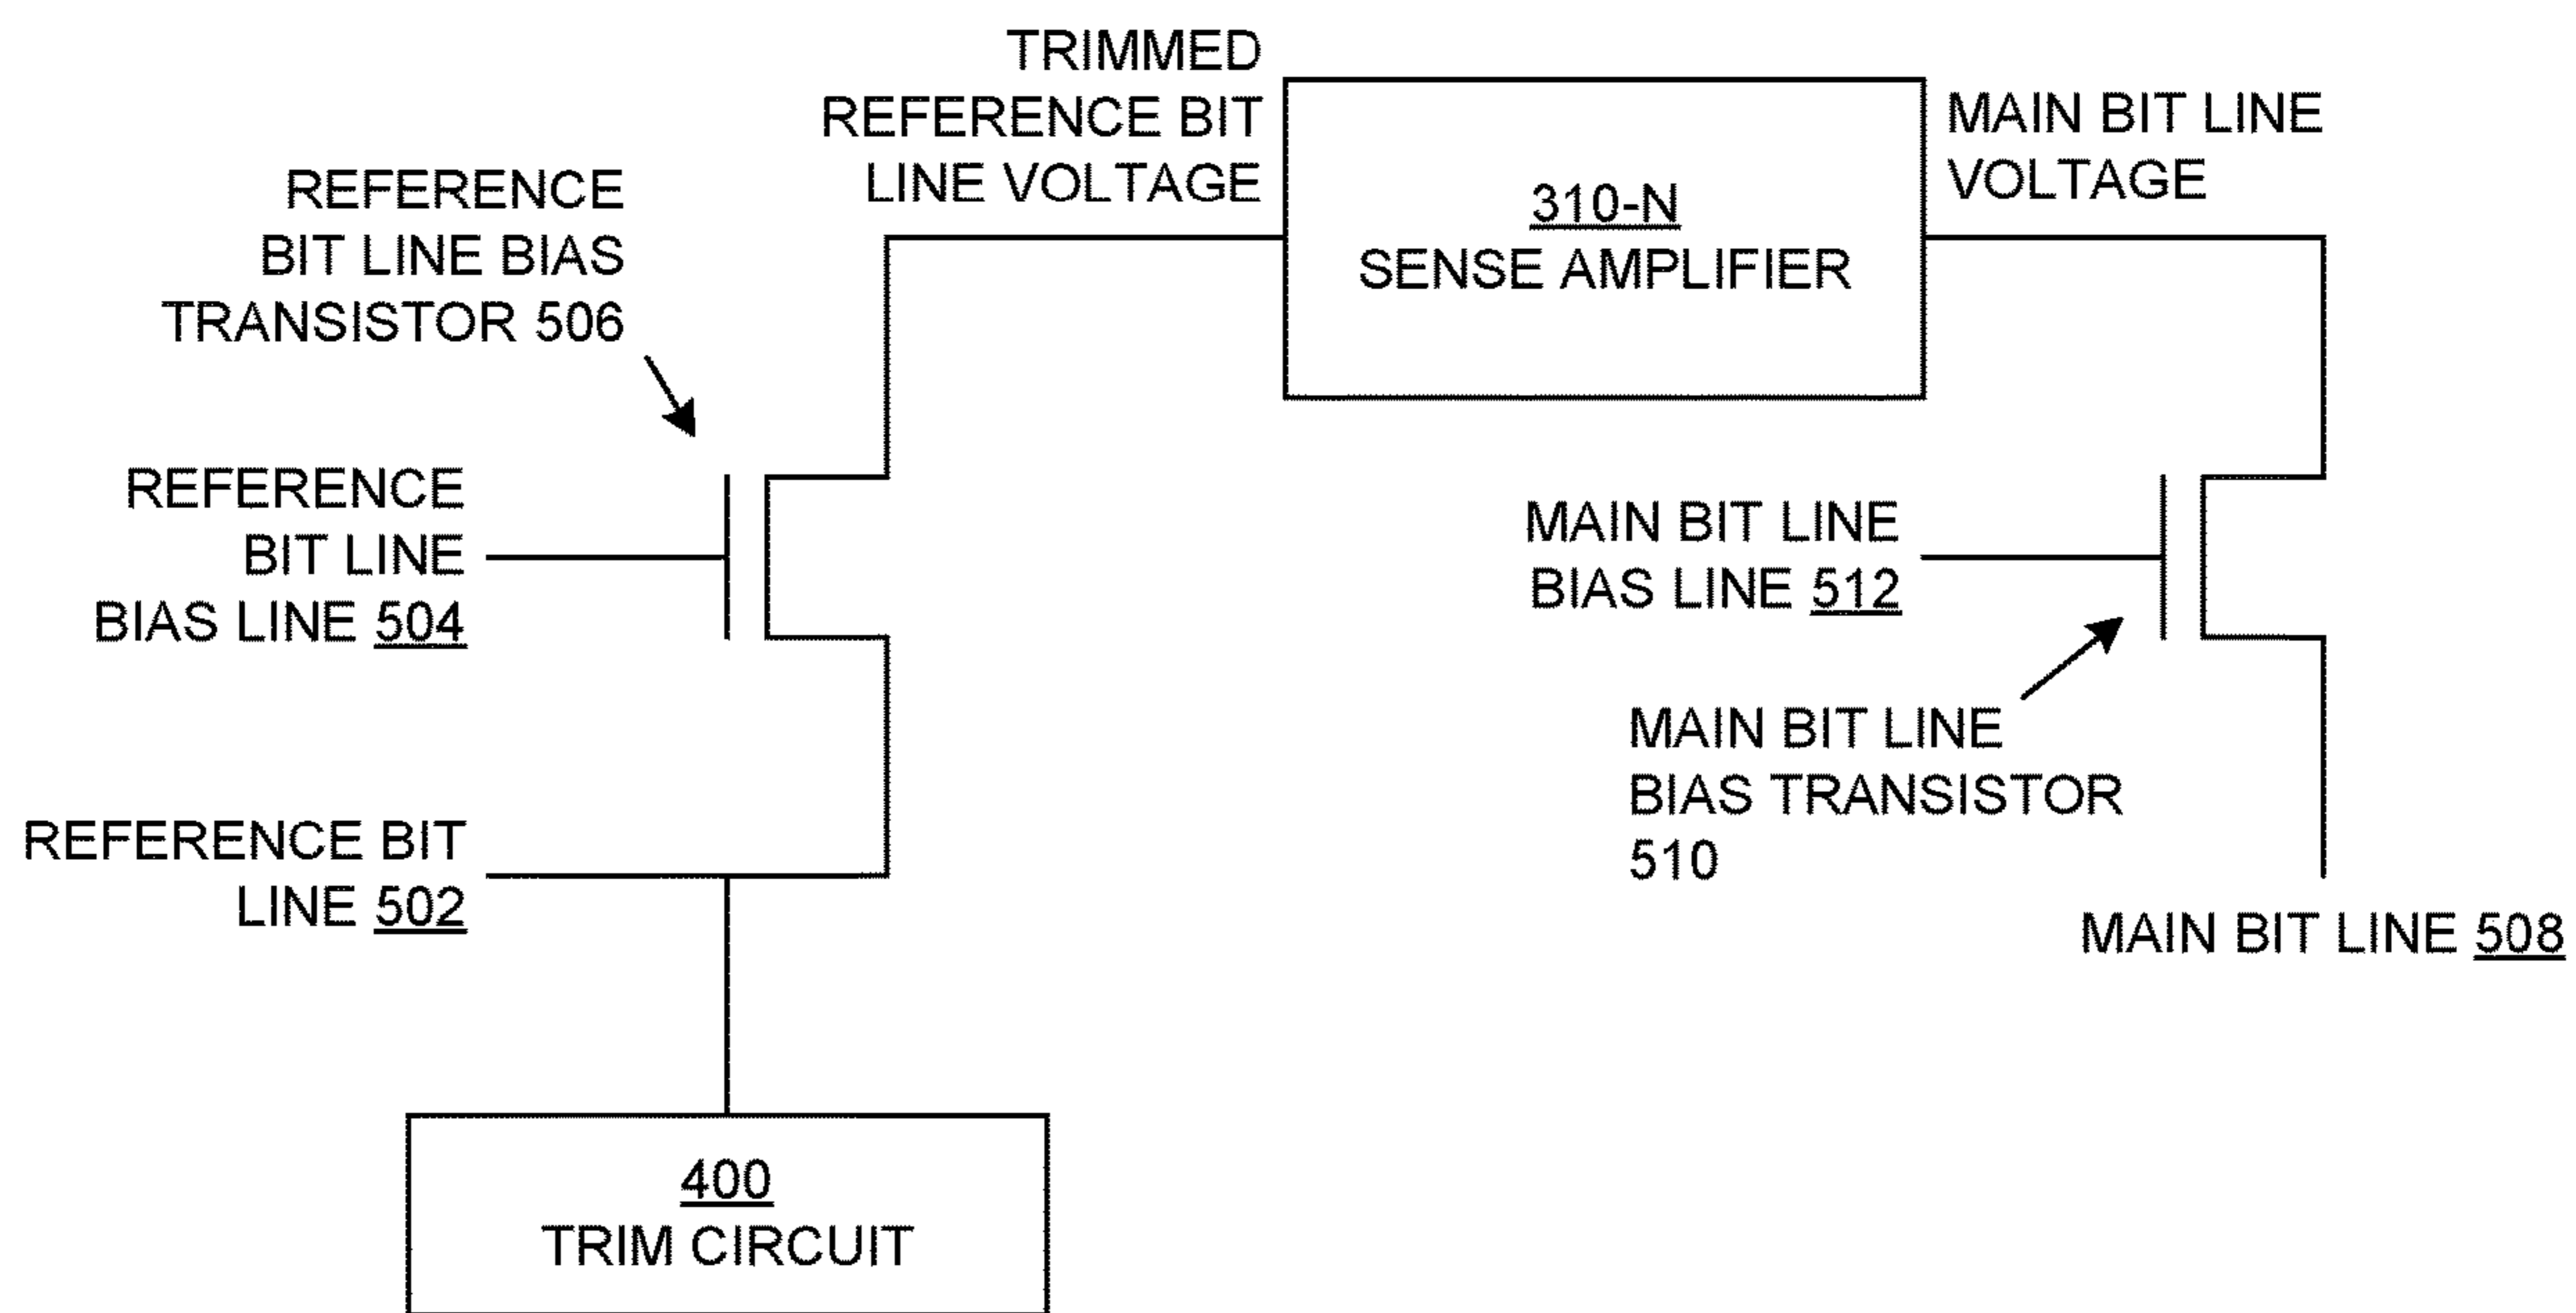 TRIMMED
REFERENCE BIT
LINE VOLTAGE
310-N
SENSE AMPLIFIER
MAIN BIT LINE
VOLTAGE
REFERENCE
BIT LINE BIAS
TRANSISTOR 506
REFERENCE
BIT LINE
BIAS LINE 504
MAIN BIT LINE
BIAS LINE 512
MAIN BIT LINE
BIAS TRANSISTOR
510
REFERENCE BIT
LINE 502
MAIN BIT LINE 508
400
TRIM CIRCUIT